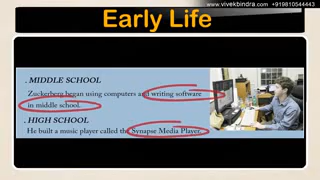 www.vivekbindra.com +919810544443
Early Life
. MIDDLE SCHOOL
Zuckerberg began using computers and writing software
in middle school.
. HIGH SCHOOL
He built a music player called the Synapse Media Player.